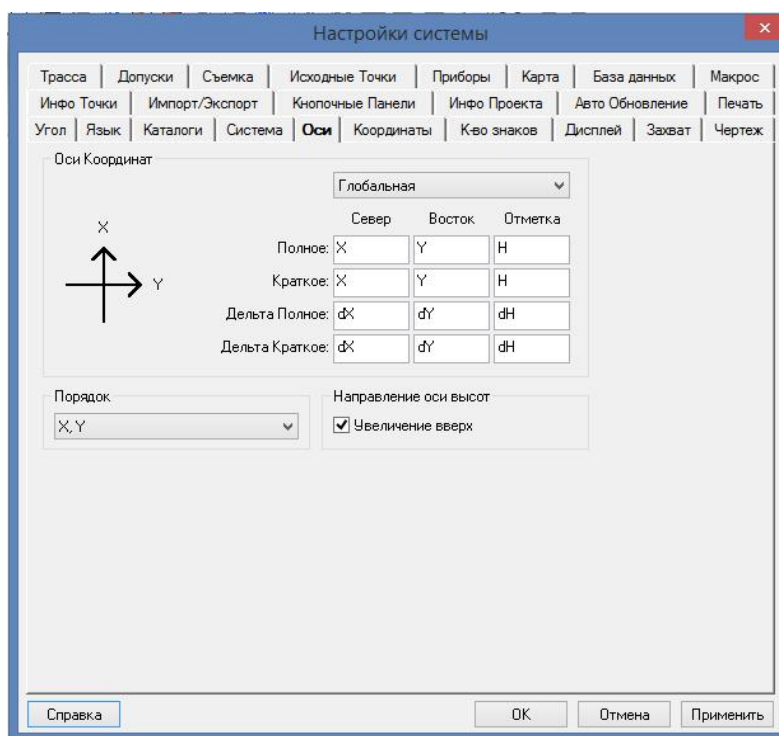 Настройки системы
Трасса Допуски Съемка Исходные Точки Приборы Карта База данных Макрос
Инфо Точки Импорт/Экспорт Кнопочные Панели Инфо Проекта Авто Обновление Печать
Угол Язык Каталоги Система Оси Координаты К-во знаков Дисплей Захват Чертеж
Оси Координат
Глобальная
Север Восток Отметка
X
Y
Полное: X Y H
Краткое: X Y H
Дельта Полное: dX dY dH
Дельта Краткое: dX dY dH
Порядок
X,Y
Направление оси высот
Увеличение вверх
Справка OK Отмена Применить